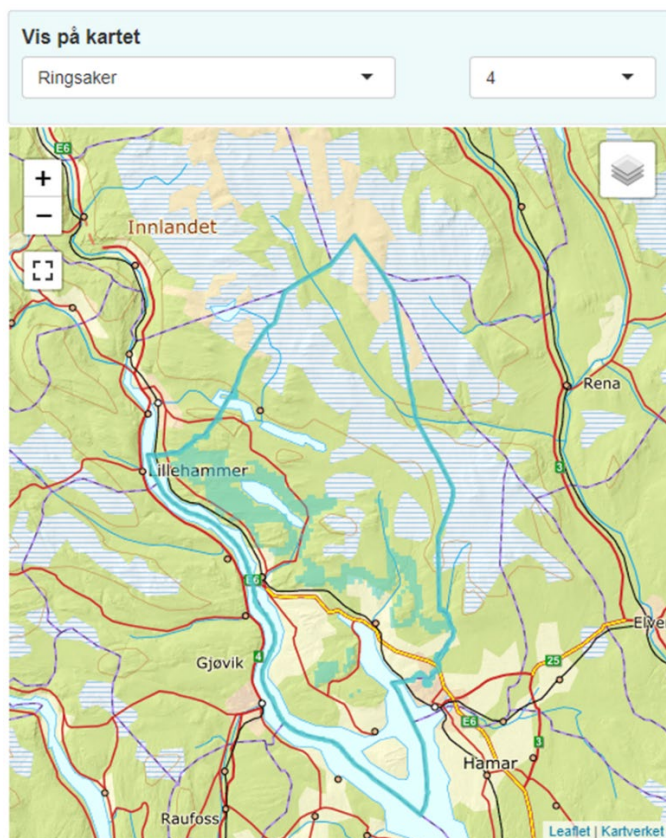 Vis på kartet
Ringsaker
4
E6
+
−
Innlandet
Rena
3
Lillehammer
E6
Elve
Gjøvik
4
25
E6
3
Hamar
Raufoss
Leaflet | Kartverket